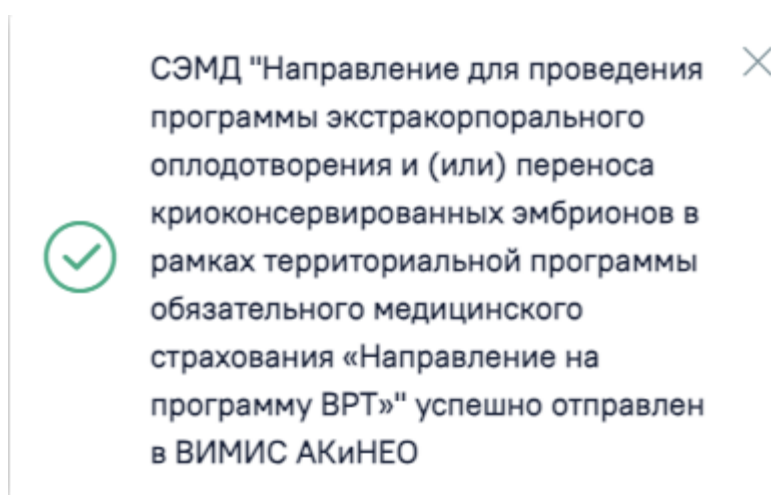 СЭМД "Направление для проведения
программы экстракорпорального
оплодотворения и (или) переноса
криоконсервированных эмбрионов в
рамках территориальной программы
обязательного медицинского
страхования «Направление на
программу ВРТ»" успешно отправлен
в ВИМИС АКиНЕО